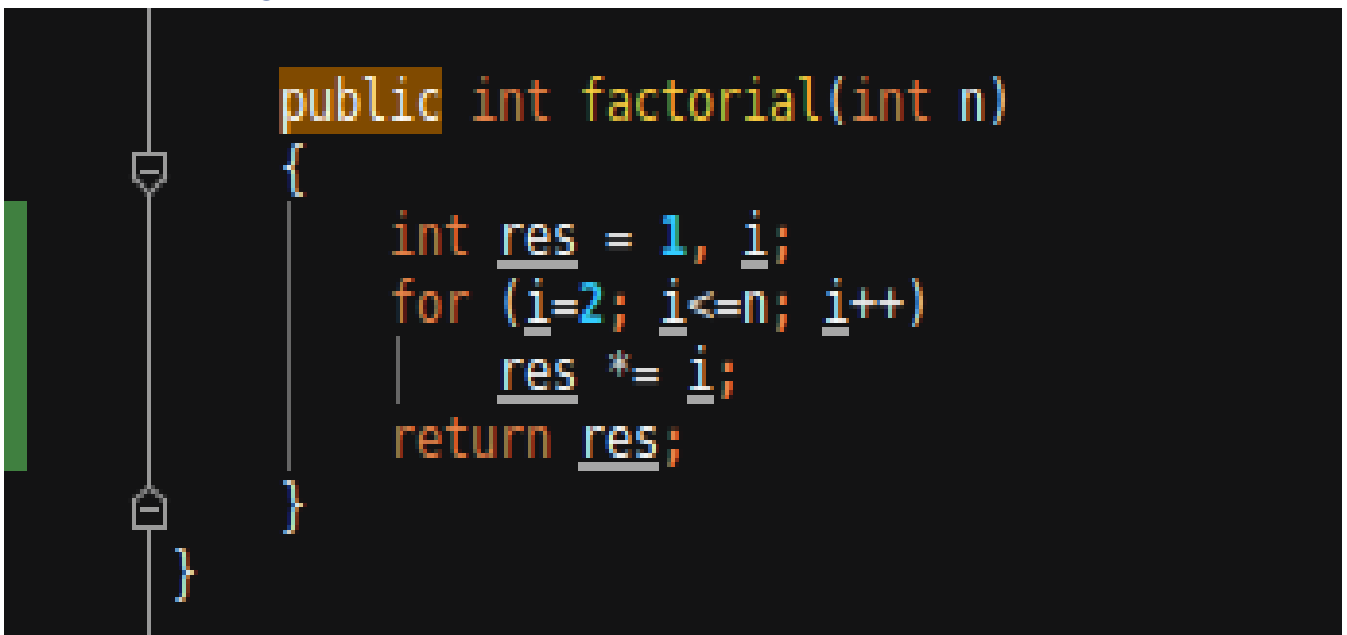 public int factorial(int n)
{
int res = 1, i;
for (i=2; i<=n; i++)
res *= i;
return res;
}
}